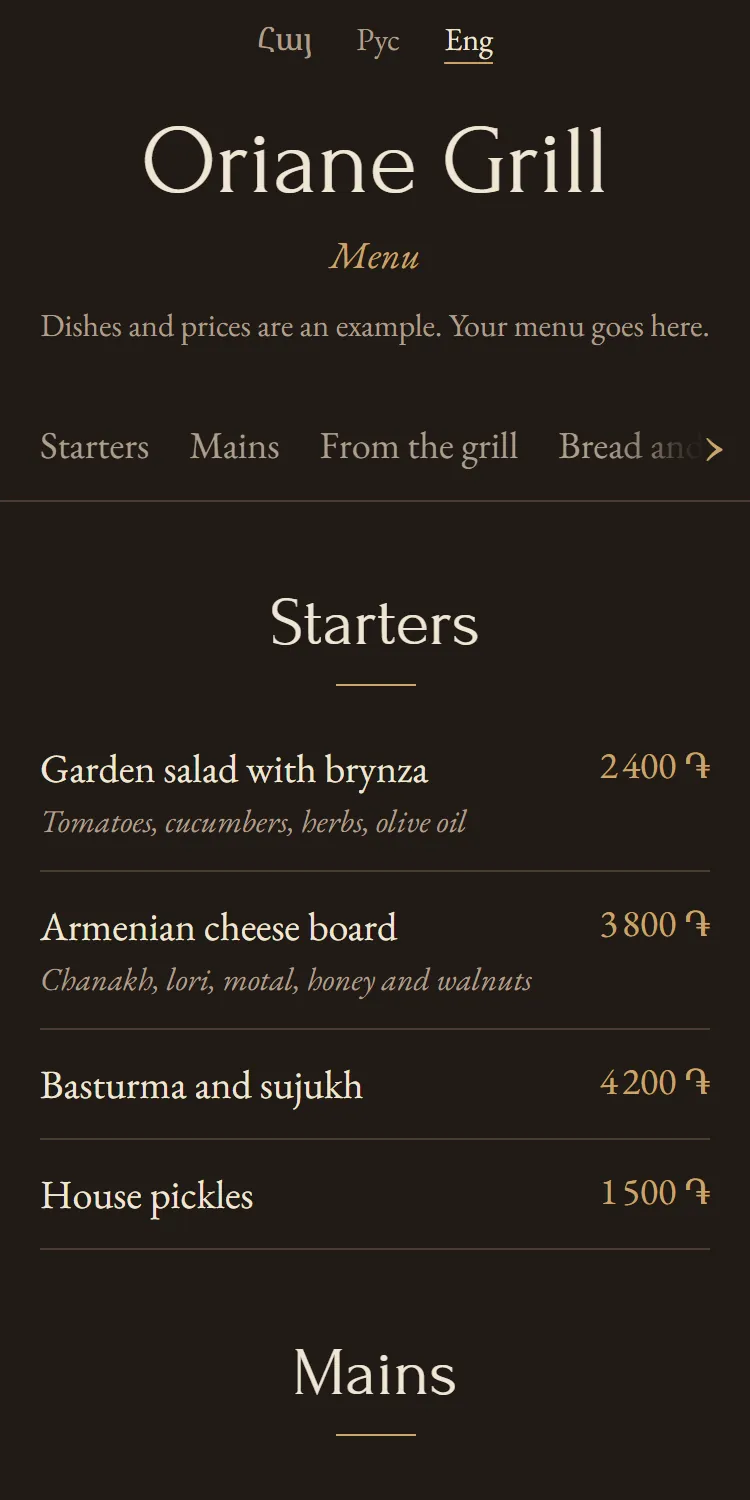 Հայ Рус Eng
Oriane Grill
Menu
Dishes and prices are an example. Your menu goes here.
Starters Mains From the grill Bread and
Starters
Garden salad with brynza 2 400 ֏
Tomatoes, cucumbers, herbs, olive oil
Armenian cheese board 3 800 ֏
Chanakh, lori, motal, honey and walnuts
Basturma and sujukh 4 200 ֏
House pickles 1 500 ֏
Mains